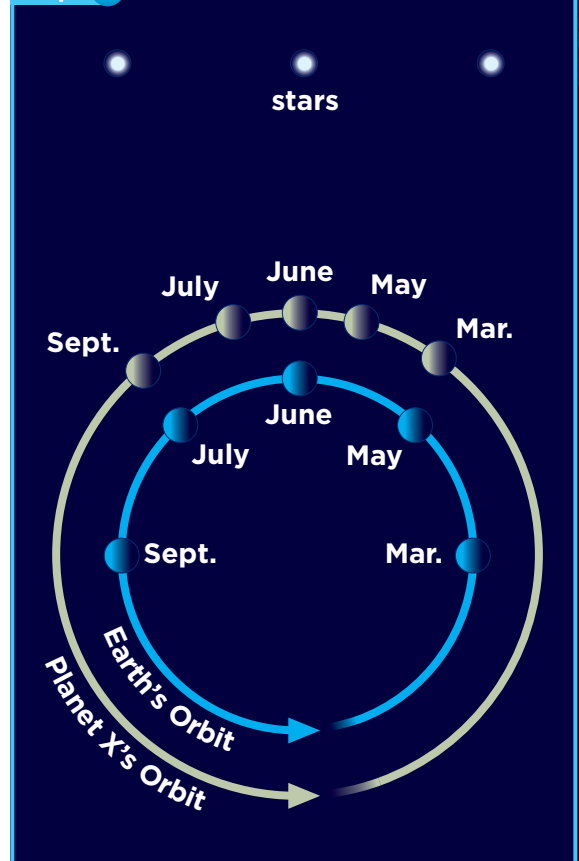 stars
June
July
May
Sept.
Mar.
June
July
May
Sept.
Mar.
Earth's Orbit
Planet X's Orbit